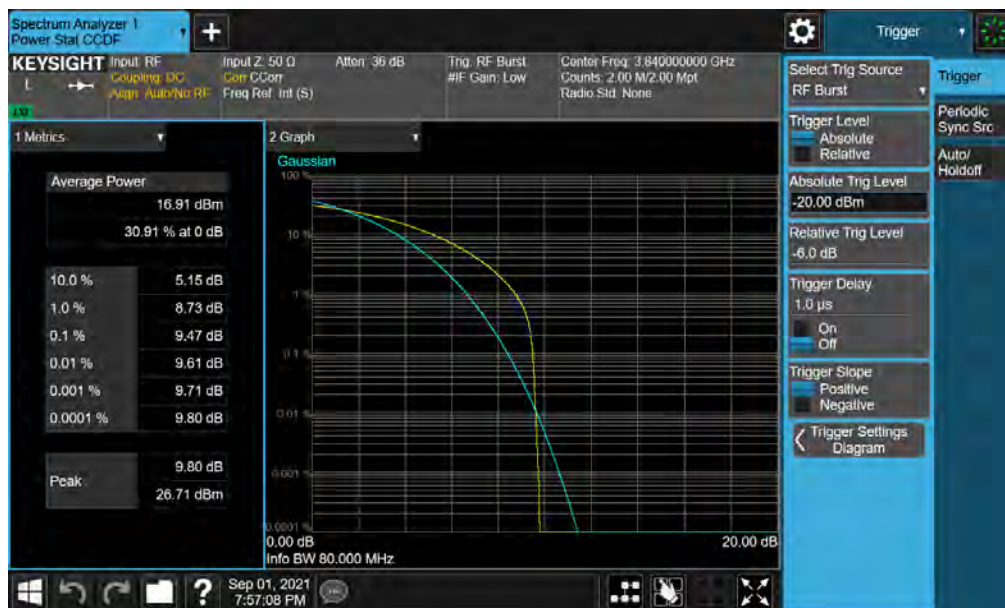 Spectrum Analyzer 1
Power Stat CCDF
+
Trigger
KEYSIGHT
Input: RF
Coupling: DC
Align: Auto/No RF
Input Z: 50 Ω
Corr CCorr
Freq Ref: Int (S)
Atten: 36 dB
Trig: RF Burst
#IF Gain: Low
Center Freq: 3.840000000 GHz
Counts: 2.00 M/2.00 Mpt
Radio Std: None
L
1 Metrics
Average Power
16.91 dBm
30.91 % at 0 dB
10.0 % 5.15 dB
1.0 % 8.73 dB
0.1 % 9.47 dB
0.01 % 9.61 dB
0.001 % 9.71 dB
0.0001 % 9.80 dB
Peak
9.80 dB
26.71 dBm
2 Graph
Gaussian
100 %
10 %
1 %
0.1 %
0.01 %
0.001 %
0.0001 %
0.00 dB
20.00 dB
Info BW 80.000 MHz
Select Trig Source
RF Burst
Trigger Level
Absolute
Relative
Absolute Trig Level
-20.00 dBm
Relative Trig Level
-6.0 dB
Trigger Delay
1.0 µs
On
Off
Trigger Slope
Positive
Negative
Trigger Settings
Diagram
Trigger
Periodic
Sync Src
Auto/
Holdoff
?
Sep 01, 2021
7:57:08 PM